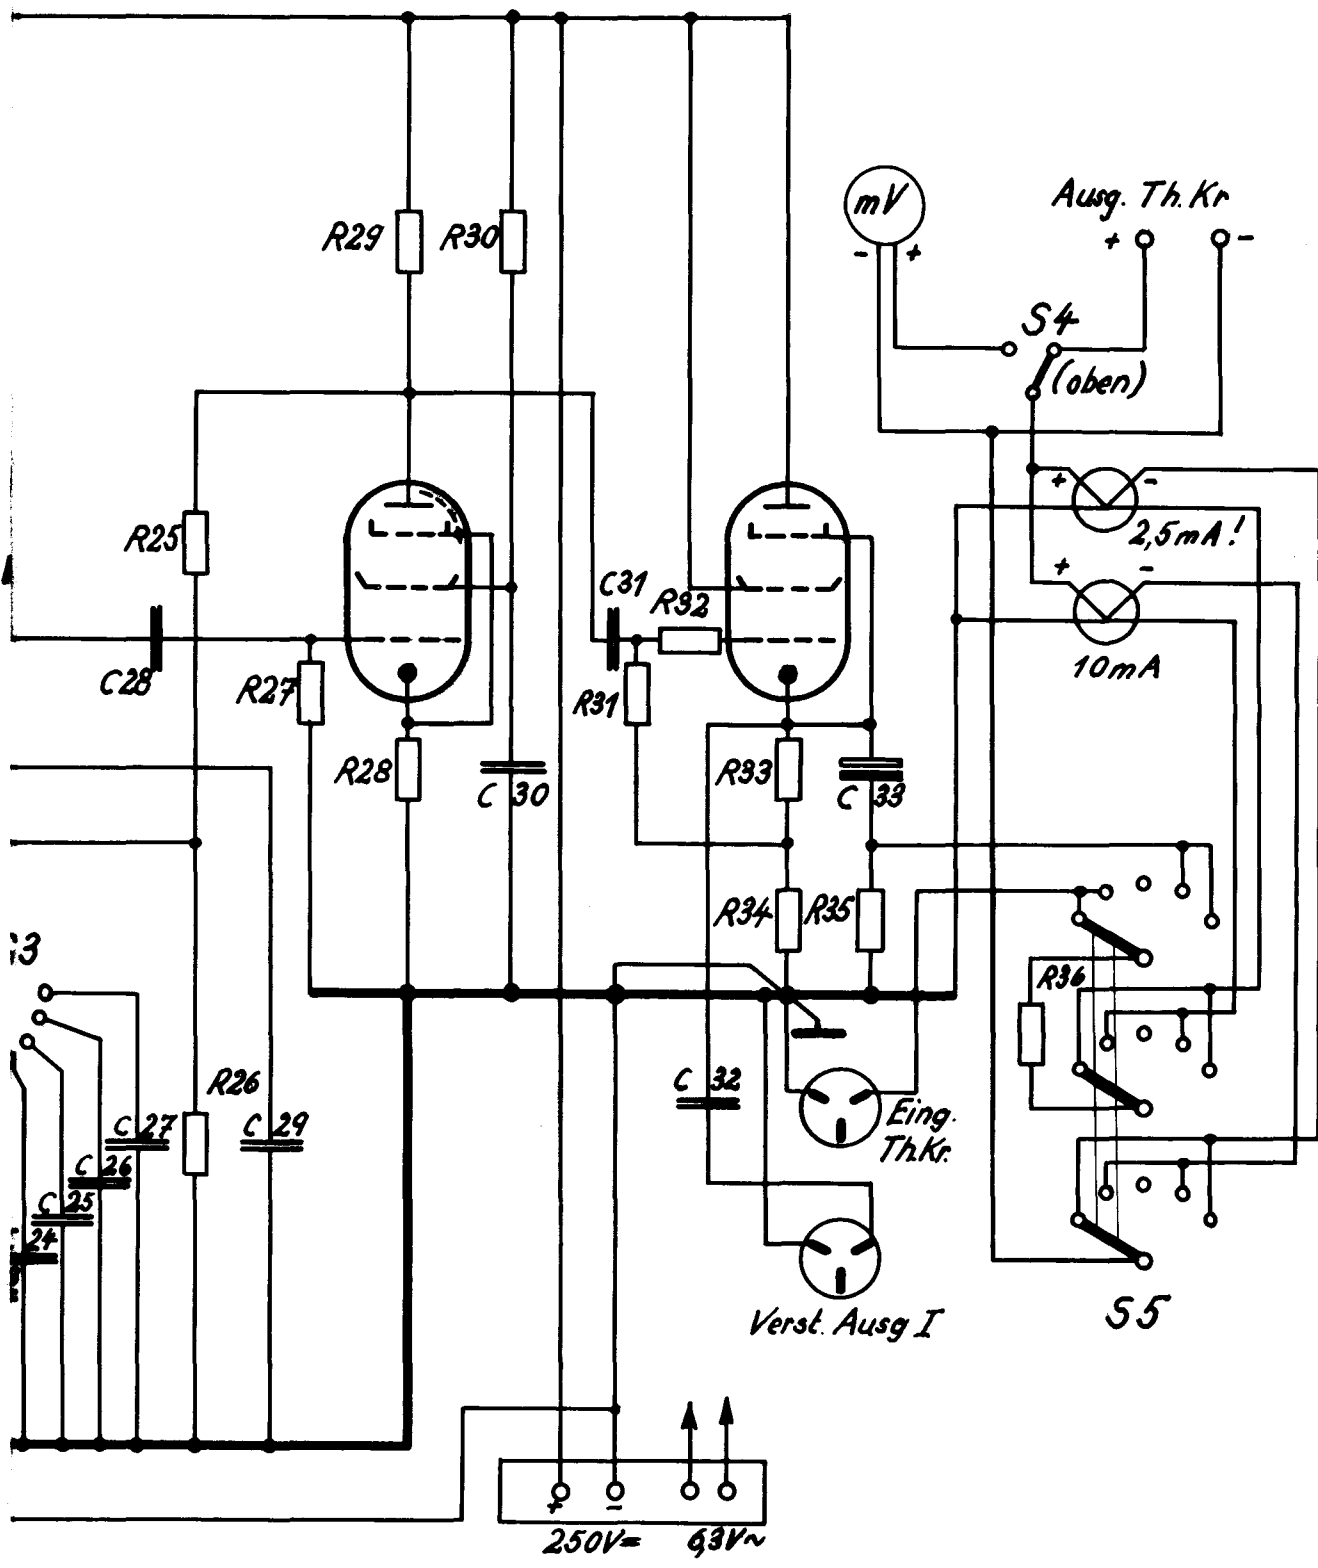 mV
- +
Ausg. Th. Kr
+ -
S4
(oben)
R29
R30
+ -
2,5mA!
R25
C28
R27
C31
R32
+ -
10mA
R31
R28
C 30
R33
C 33
R34
R35
R36
R26
C 27
C 29
C 26
C 25
24
C 32
Eing.
Th.Kr.
Verst. Ausg I
S5
+ -
250V= 6,3V~